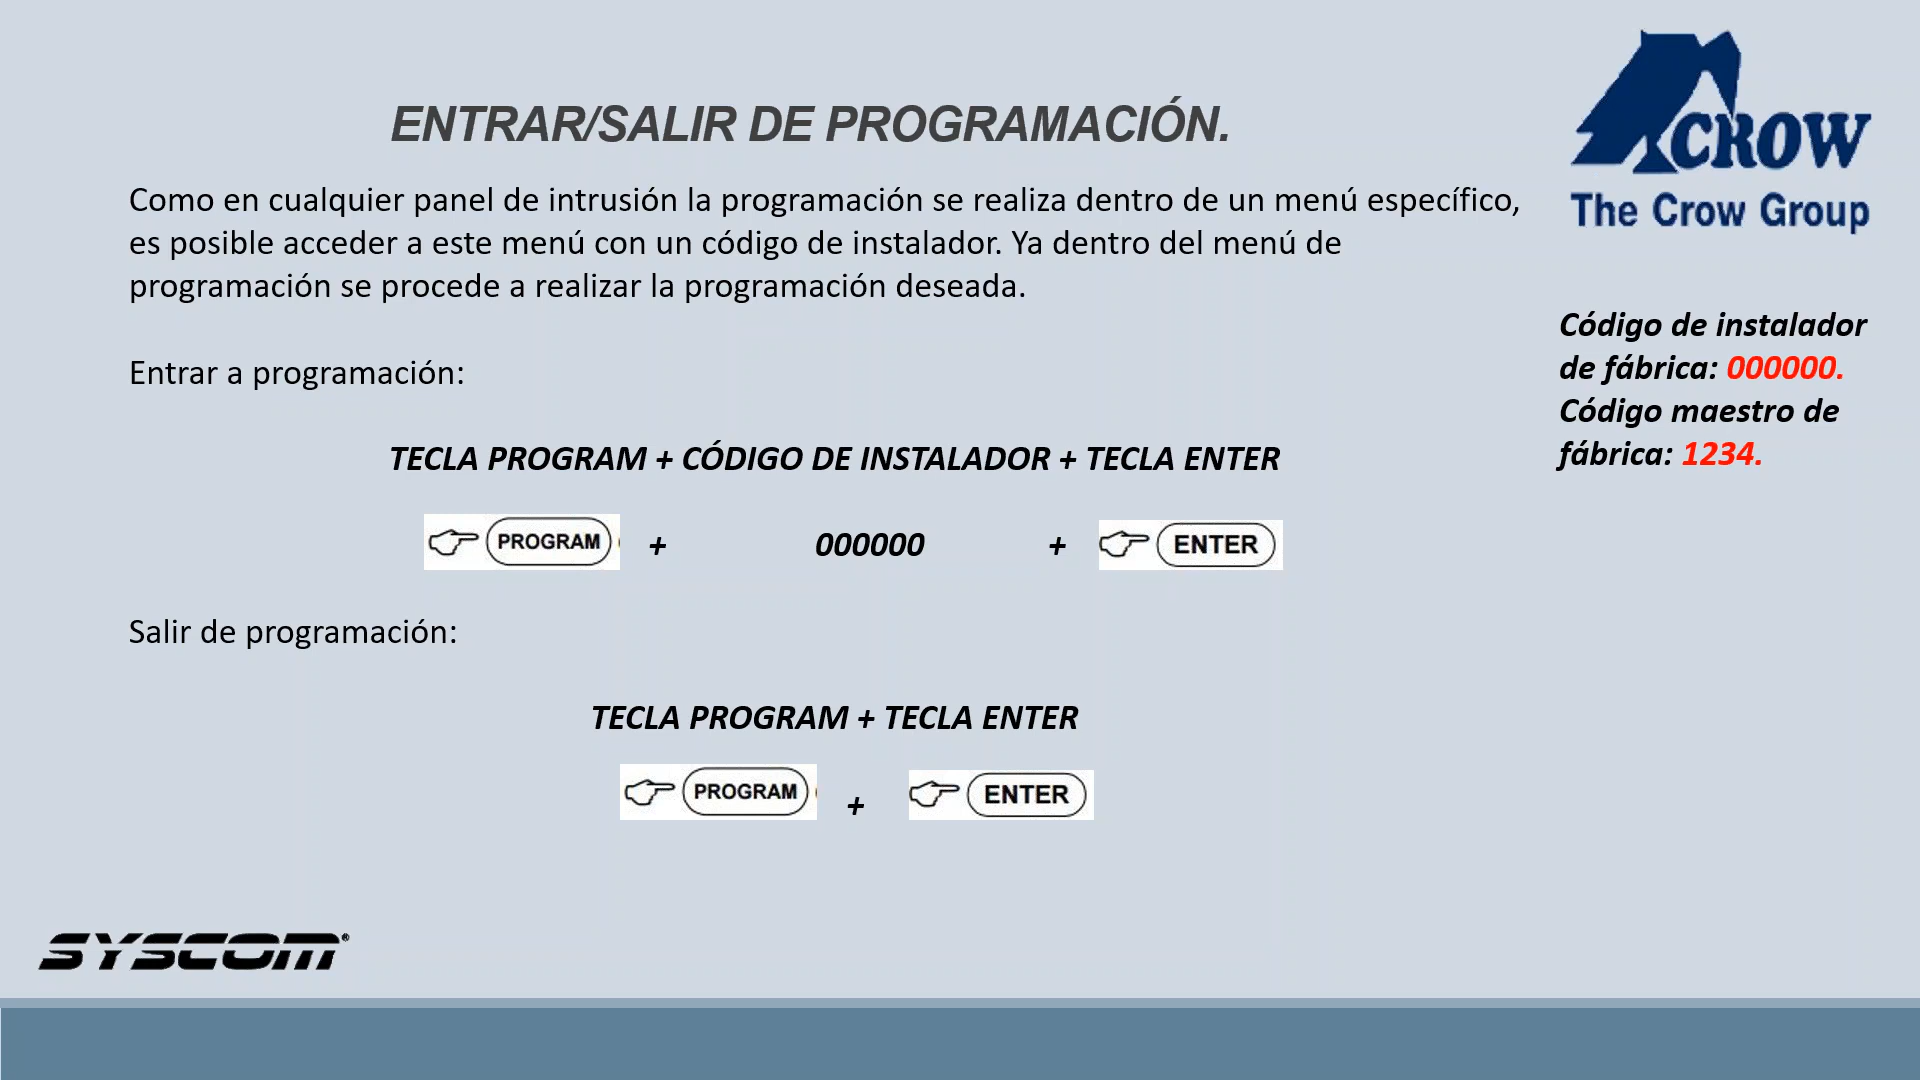 ENTRAR/SALIR DE PROGRAMACIÓN.
CROW
The Crow Group
Como en cualquier panel de intrusión la programación se realiza dentro de un menú específico,
es posible acceder a este menú con un código de instalador. Ya dentro del menú de
programación se procede a realizar la programación deseada.
Código de instalador
de fábrica: 000000.
Código maestro de
fábrica: 1234.
Entrar a programación:
TECLA PROGRAM + CÓDIGO DE INSTALADOR + TECLA ENTER
PROGRAM + 000000 + ENTER
Salir de programación:
TECLA PROGRAM + TECLA ENTER
PROGRAM + ENTER
SYSCOM®